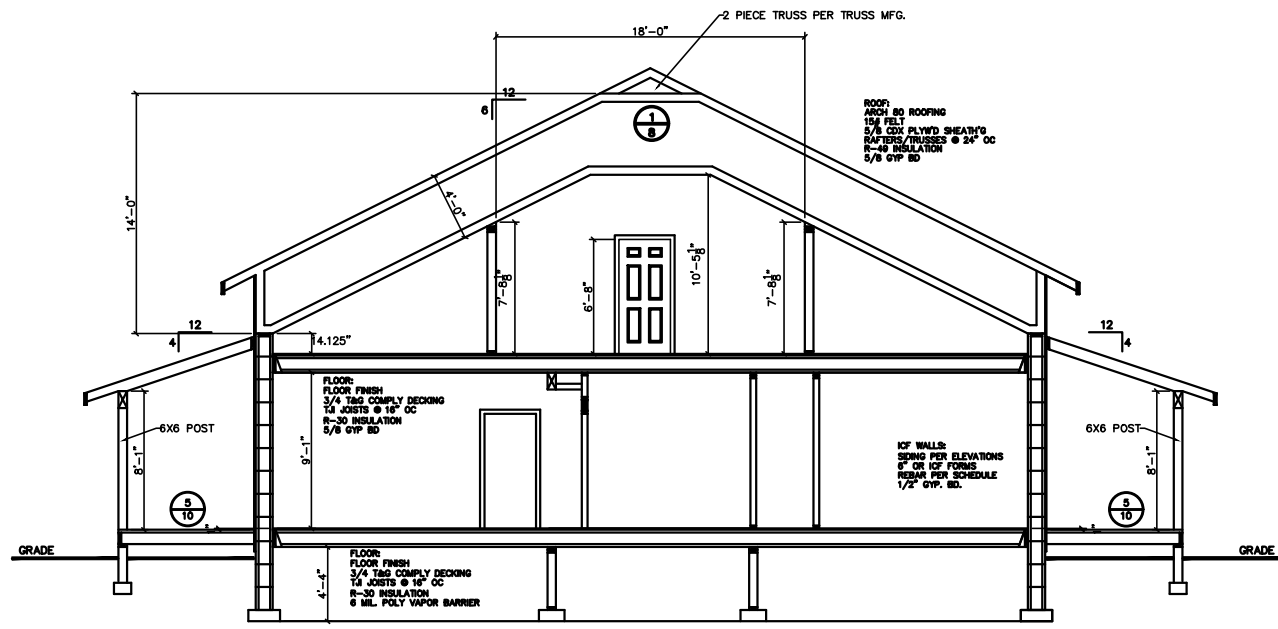 2 PIECE TRUSS PER TRUSS MFG.
18'-0"
12
6
1
8
ROOF:
ARCH 80 ROOFING
15# FELT
5/8 CDX PLYW'D SHEATH'G
RAFTERS/TRUSSES @ 24" OC
R-49 INSULATION
5/8 GYP BD
14'-0"
4'-0"
7'-8 1/8"
6'-8"
10'-5 1/8"
7'-8 1/8"
12
4
14.125"
12
4
FLOOR:
FLOOR FINISH
3/4 T&G COMPLY DECKING
TJI JOISTS @ 16" OC
R-30 INSULATION
5/8 GYP BD
6X6 POST
8'-1"
9'-1"
ICF WALLS:
SIDING PER ELEVATIONS
6" OR ICF FORMS
REBAR PER SCHEDULE
1/2" GYP. BD.
6X6 POST
8'-1"
5
10
5
10
GRADE
GRADE
FLOOR:
FLOOR FINISH
3/4 T&G COMPLY DECKING
TJI JOISTS @ 16" OC
R-30 INSULATION
6 MIL. POLY VAPOR BARRIER
4'-4"